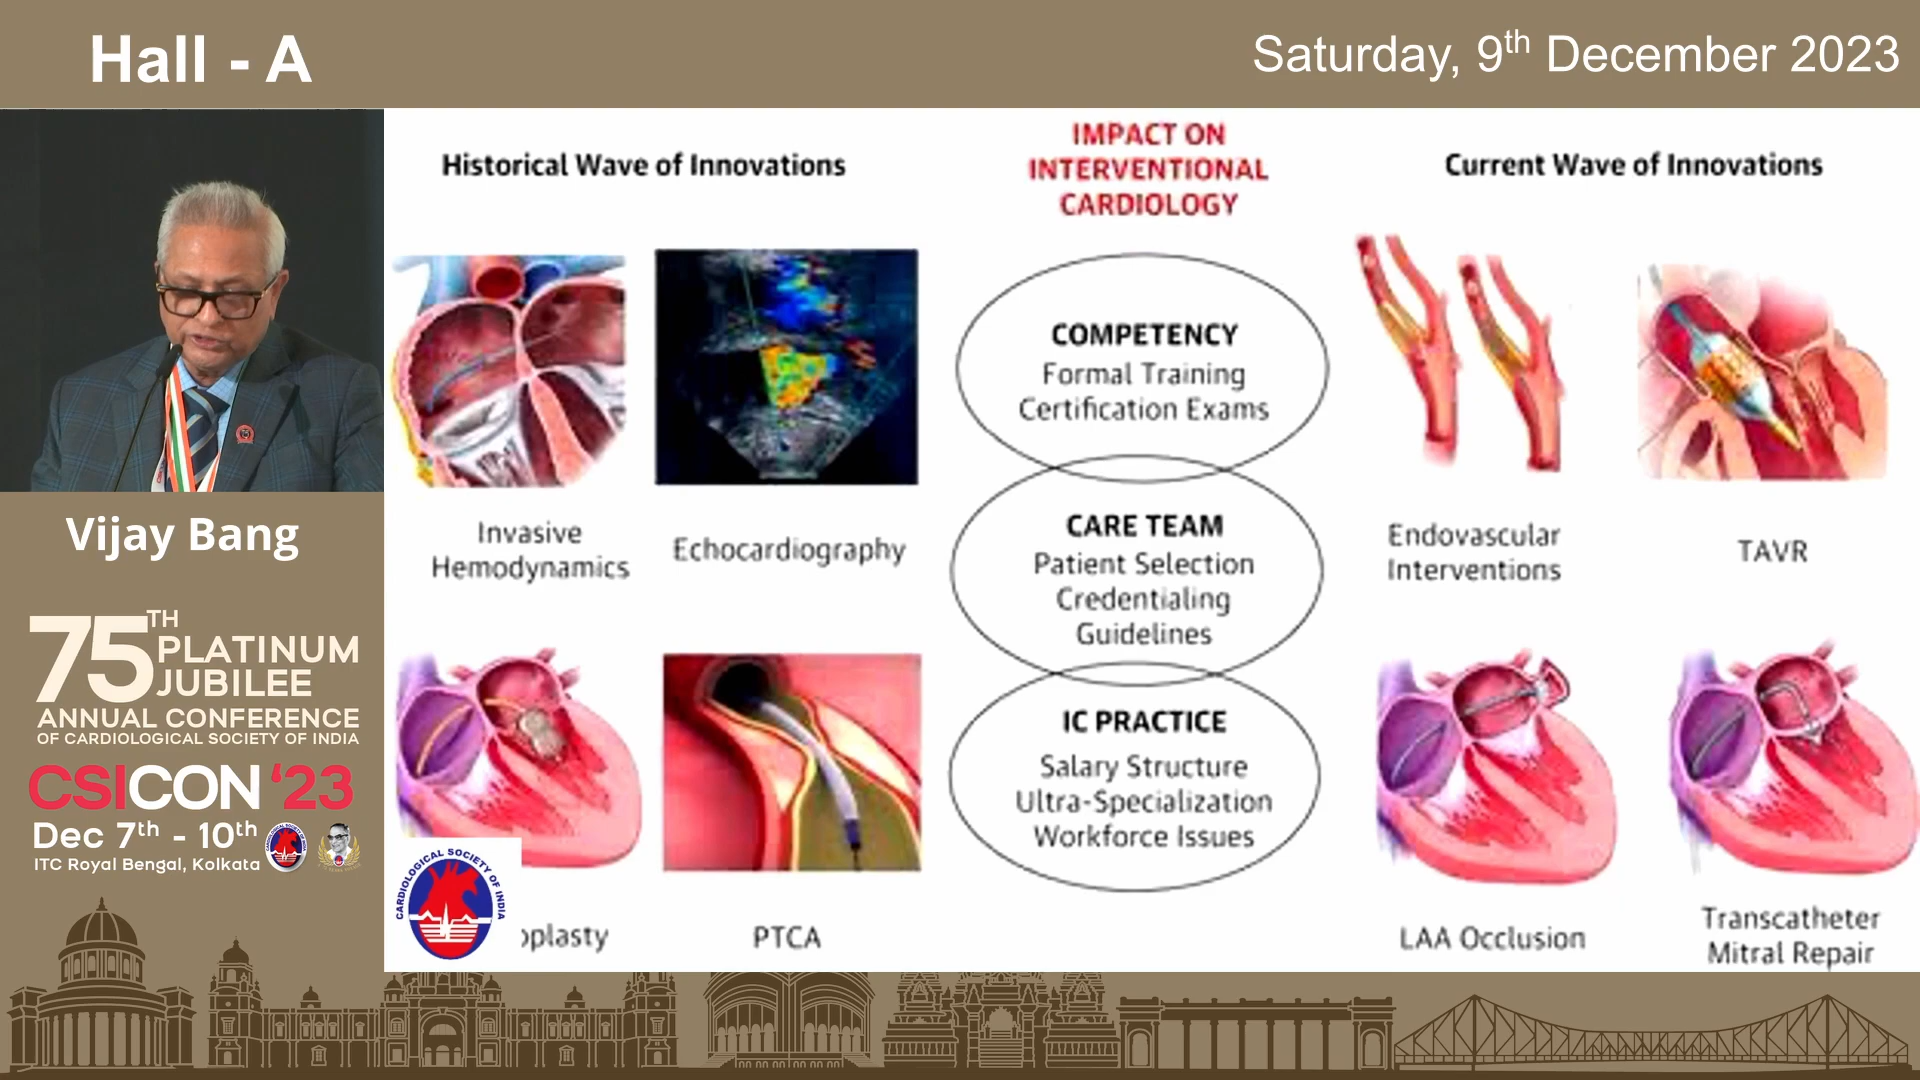 Hall - A
Saturday, 9th December 2023
Historical Wave of Innovations
IMPACT ON
INTERVENTIONAL
CARDIOLOGY
Current Wave of Innovations
COMPETENCY
Formal Training
Certification Exams
Invasive
Hemodynamics
Echocardiography
CARE TEAM
Patient Selection
Credentialing
Guidelines
Endovascular
Interventions
TAVR
IC PRACTICE
Salary Structure
Ultra-Specialization
Workforce Issues
CARDIOLOGICAL SOCIETY OF INDIA
oplasty
PTCA
LAA Occlusion
Transcatheter
Mitral Repair
Vijay Bang
75TH
PLATINUM
JUBILEE
ANNUAL CONFERENCE
OF CARDIOLOGICAL SOCIETY OF INDIA
CSICON '23
Dec 7th - 10th
ITC Royal Bengal, Kolkata